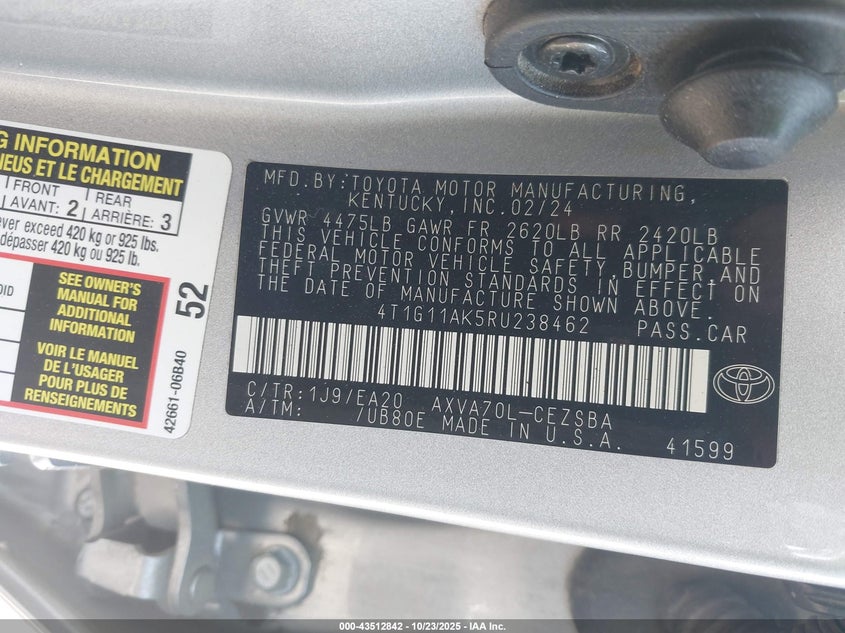 G INFORMATION
NEUS ET LE CHARGEMENT
FRONT
AVANT: 2
REAR
ARRIÈRE: 3
ever exceed 420 kg or 925 lbs.
dépasser 420 kg ou 925 lb.
OID
SEE OWNER'S
MANUAL FOR
ADDITIONAL
INFORMATION
VOIR LE MANUEL
DE L'USAGER
POUR PLUS DE
RENSEIGNEMENTS
52
42661-06B40
MFD.BY:TOYOTA MOTOR MANUFACTURING,
KENTUCKY, INC.02/24
GVWR 4475LB GAWR FR 2620LB RR 2420LB
THIS VEHICLE CONFORMS TO ALL APPLICABLE
FEDERAL MOTOR VEHICLE SAFETY,BUMPER,AND
THEFT PREVENTION STANDARDS IN EFFECT ON
THE DATE OF MANUFACTURE SHOWN ABOVE.
4T1G11AK5RU238462 PASS.CAR
C/TR:1J9/EA20 AXVA70L-CEZSBA
A/TM: /UB80E MADE IN U.S.A. 41599
000-43512842 | 10/23/2025 - IAA Inc.